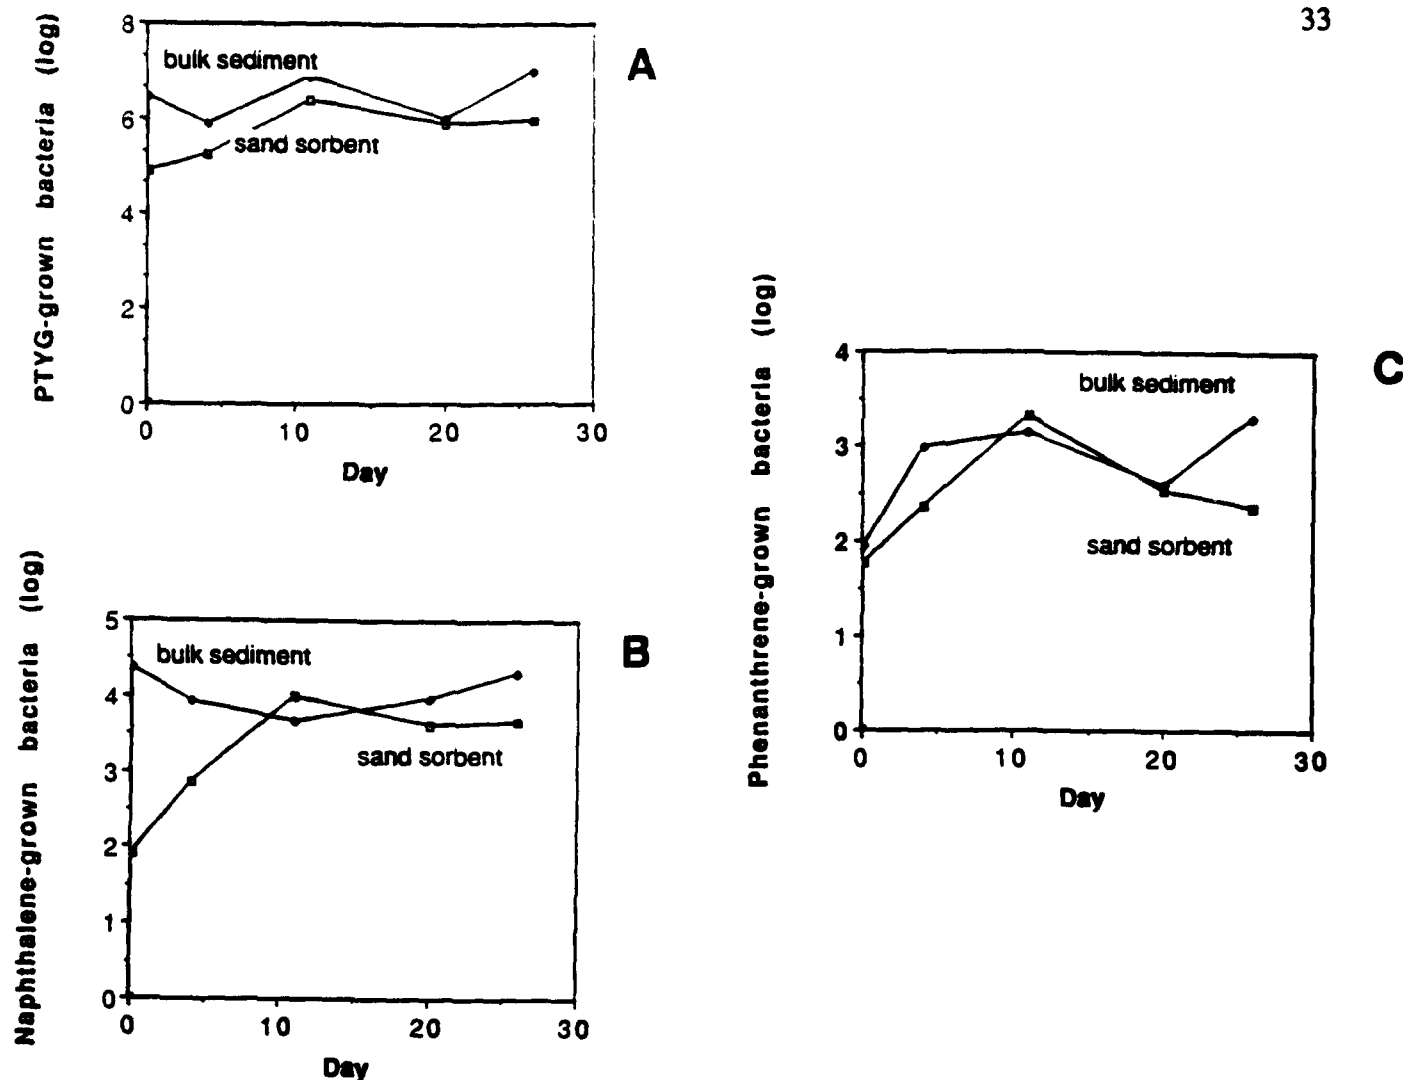 33
A
PTYG-grown bacteria (log)
8
6
4
2
0
bulk sediment
sand sorbent
0 10 20 30
Day
B
Naphthalene-grown bacteria (log)
5
4
3
2
1
0
bulk sediment
sand sorbent
0 10 20 30
Day
C
Phenanthrene-grown bacteria (log)
4
3
2
1
0
bulk sediment
sand sorbent
0 10 20 30
Day